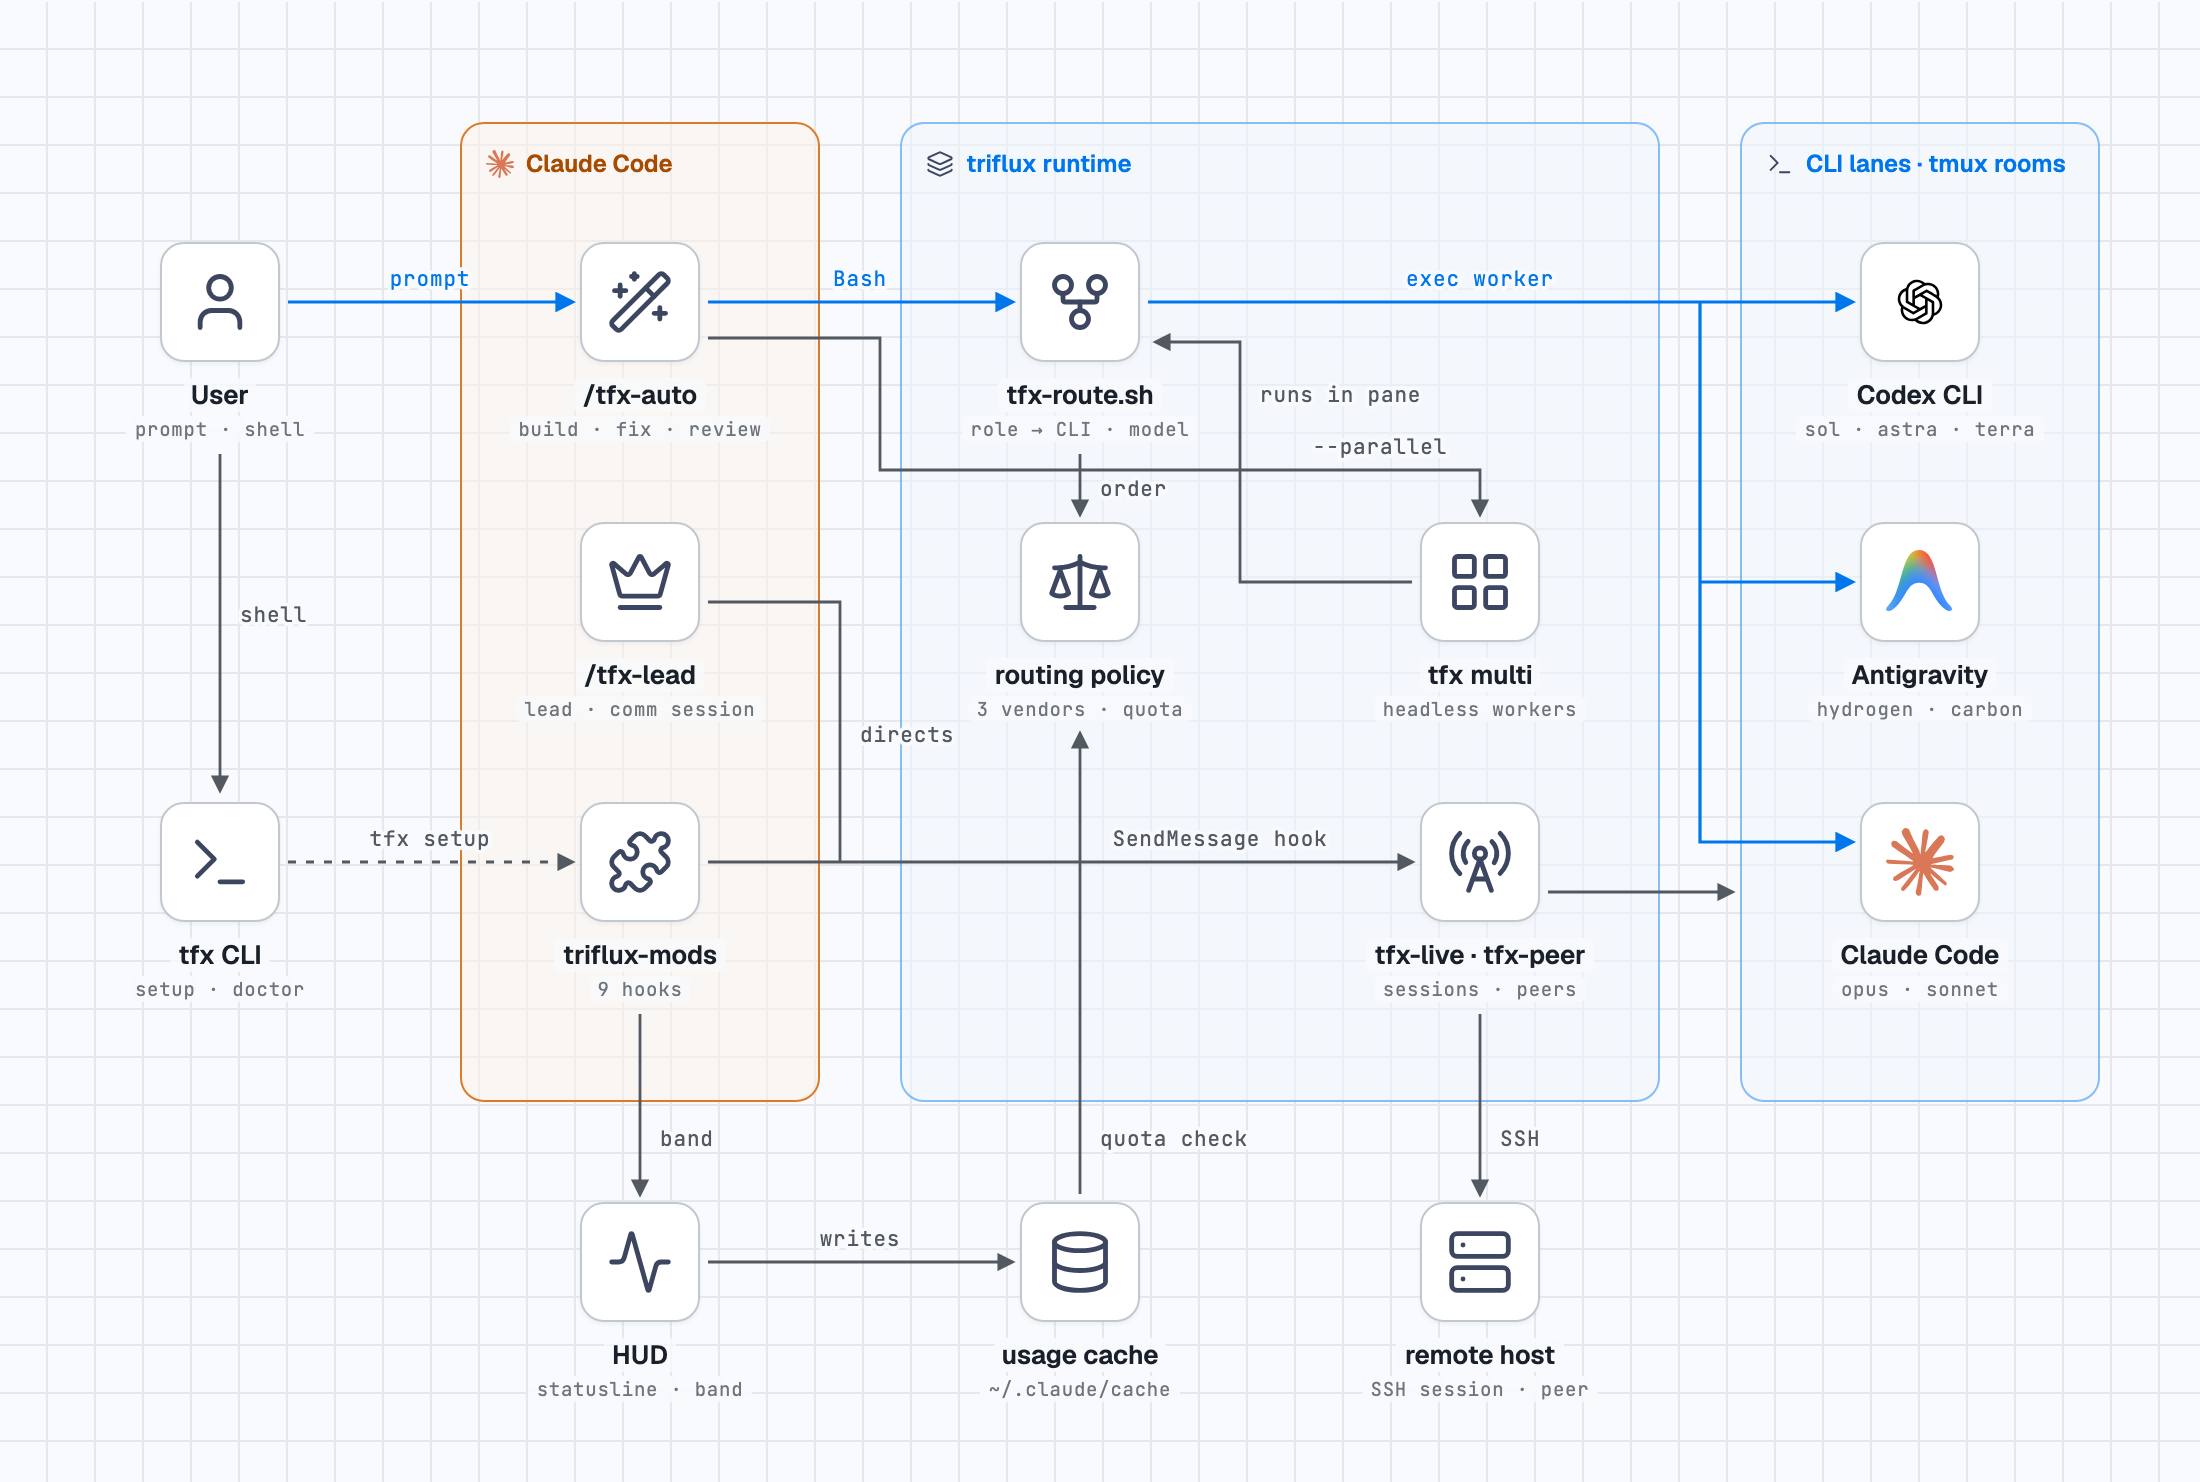 Claude Code
triflux runtime
CLI lanes · tmux rooms
prompt
Bash
exec worker
User
prompt · shell
/tfx-auto
build · fix · review
tfx-route.sh
role → CLI · model
runs in pane
Codex CLI
sol · astra · terra
--parallel
order
shell
/tfx-lead
lead · comm session
routing policy
3 vendors · quota
tfx multi
headless workers
Antigravity
hydrogen · carbon
directs
tfx setup
SendMessage hook
tfx CLI
setup · doctor
triflux-mods
9 hooks
tfx-live · tfx-peer
sessions · peers
Claude Code
opus · sonnet
band
quota check
SSH
writes
HUD
statusline · band
usage cache
~/.claude/cache
remote host
SSH session · peer